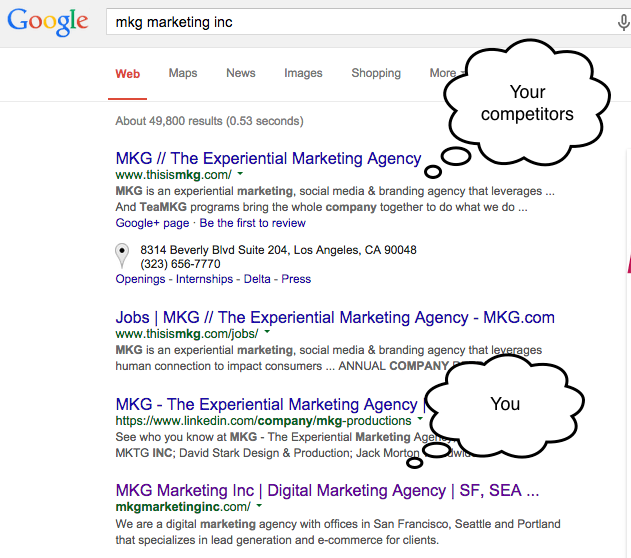 Google
mkg marketing inc
Web Maps News Images Shopping More
Your
competitors
About 49,800 results (0.53 seconds)
MKG // The Experiential Marketing Agency
www.thisismkg.com/
MKG is an experiential marketing, social media & branding agency that leverages ...
And TeaMKG programs bring the whole company together to do what we do ...
Google+ page · Be the first to review
8314 Beverly Blvd Suite 204, Los Angeles, CA 90048
(323) 656-7770
Openings - Internships - Delta - Press
Jobs | MKG // The Experiential Marketing Agency - MKG.com
www.thisismkg.com/jobs/
MKG is an experiential marketing, social media & branding agency that leverages
human connection to impact consumers ... ANNUAL COMPANY
MKG - The Experiential Marketing Agency |
You
https://www.linkedin.com/company/mkg-productions
See who you know at MKG - The Experiential Marketing Agency,
MKTG INC; David Stark Design & Production; Jack Morton
MKG Marketing Inc | Digital Marketing Agency | SF, SEA ...
mkgmarketinginc.com/
We are a digital marketing agency with offices in San Francisco, Seattle and Portland
that specializes in lead generation and e-commerce for clients.